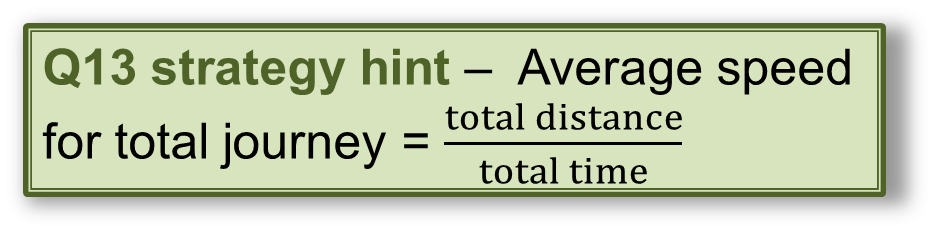 Q13 strategy hint – Average speed
for total journey = total distance / total time